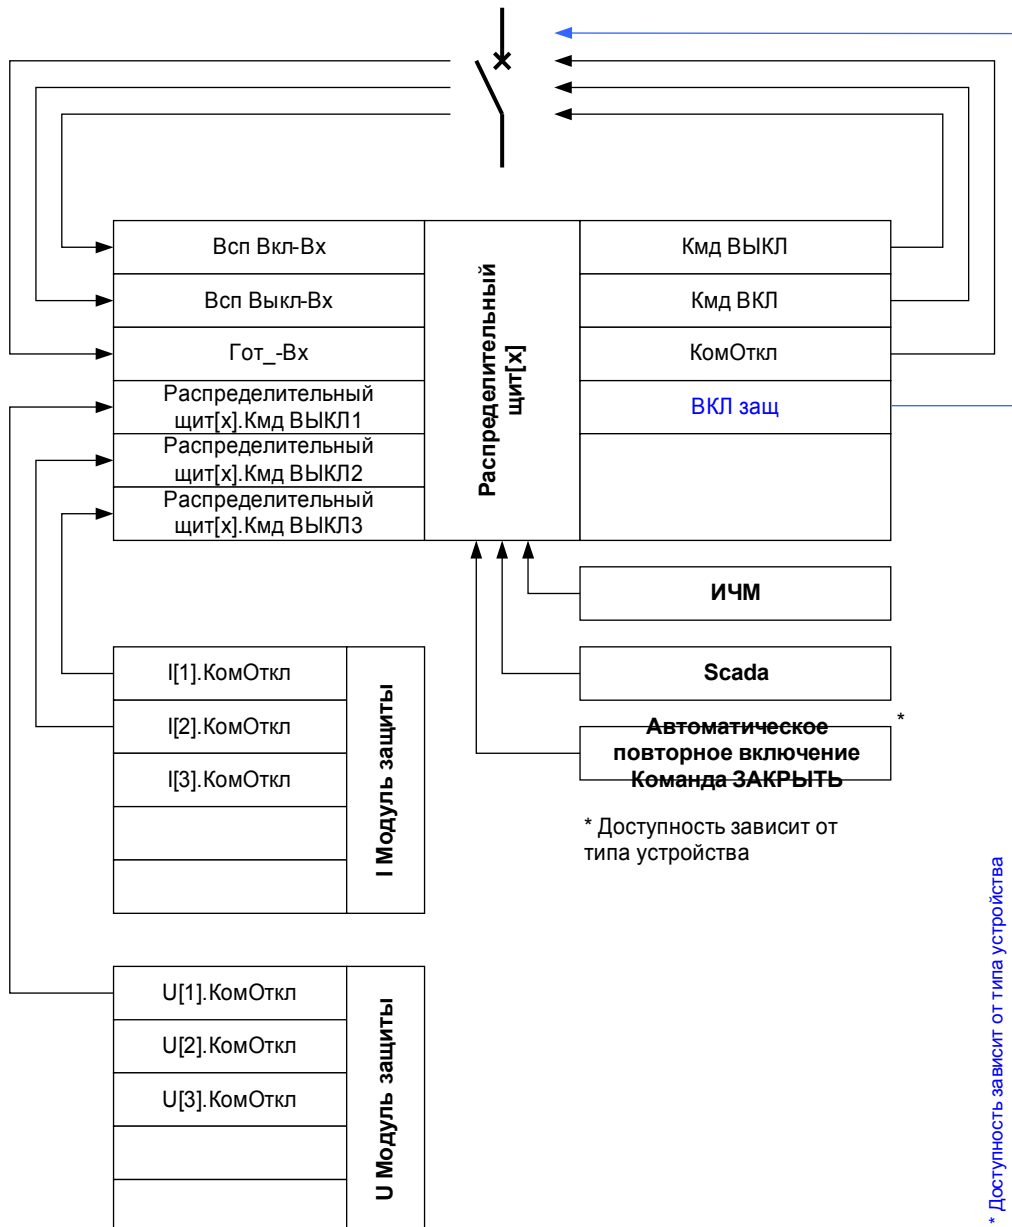 Всп Вкл-Вх
Всп Выкл-Вх
Гот_-Вх
Распределительный
щит[x].Кмд ВЫКЛ1
Распределительный
щит[x].Кмд ВЫКЛ2
Распределительный
щит[x].Кмд ВЫКЛ3
Распределительный
щит[x]
Кмд ВЫКЛ
Кмд ВКЛ
КомОткл
ВКЛ защ
ИЧМ
Scada
Автоматическое
повторное включение
Команда ЗАКРЫТЬ
*
* Доступность зависит от
типа устройства
I[1].КомОткл
I[2].КомОткл
I[3].КомОткл
I Модуль защиты
U[1].КомОткл
U[2].КомОткл
U[3].КомОткл
U Модуль защиты
* Доступность зависит от типа устройства